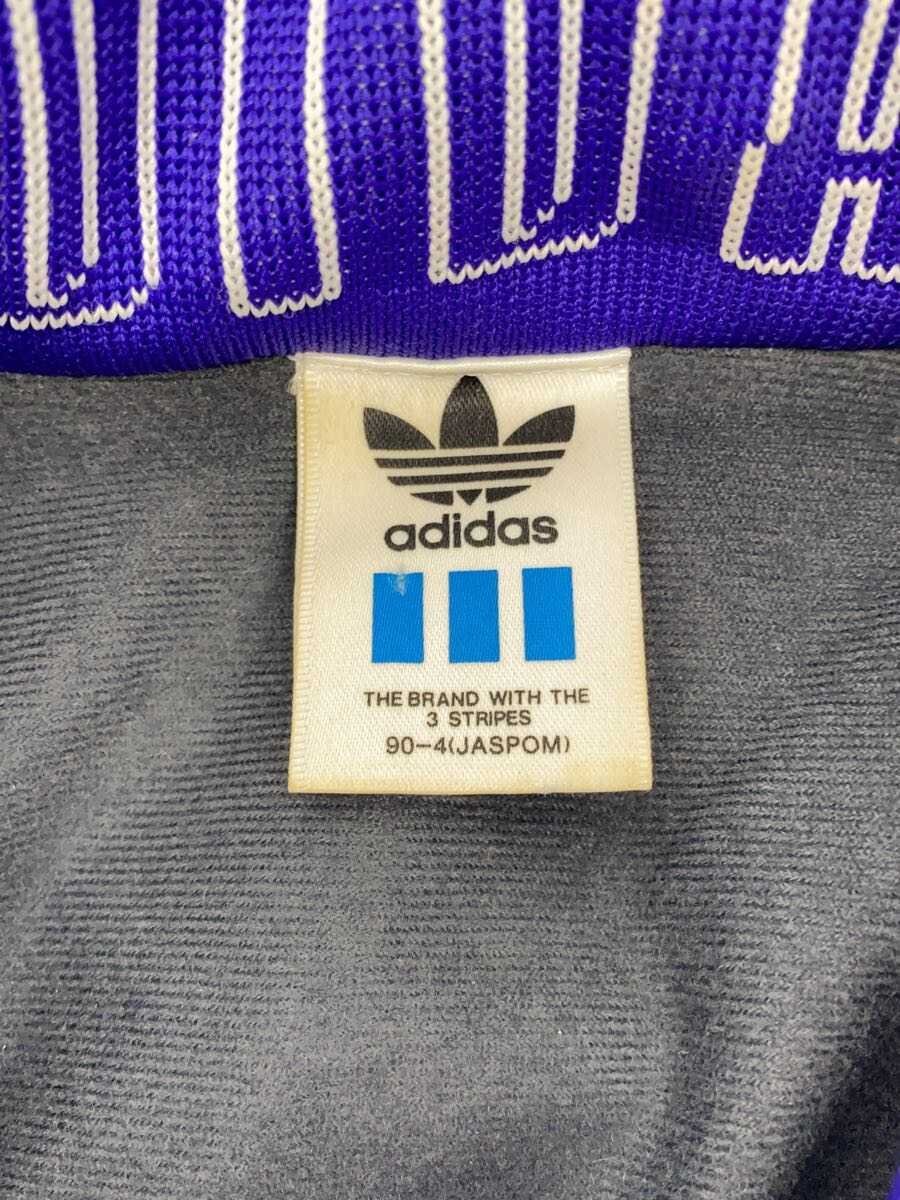 adidas
THE BRAND WITH THE
3 STRIPES
90-4(JASPOM)